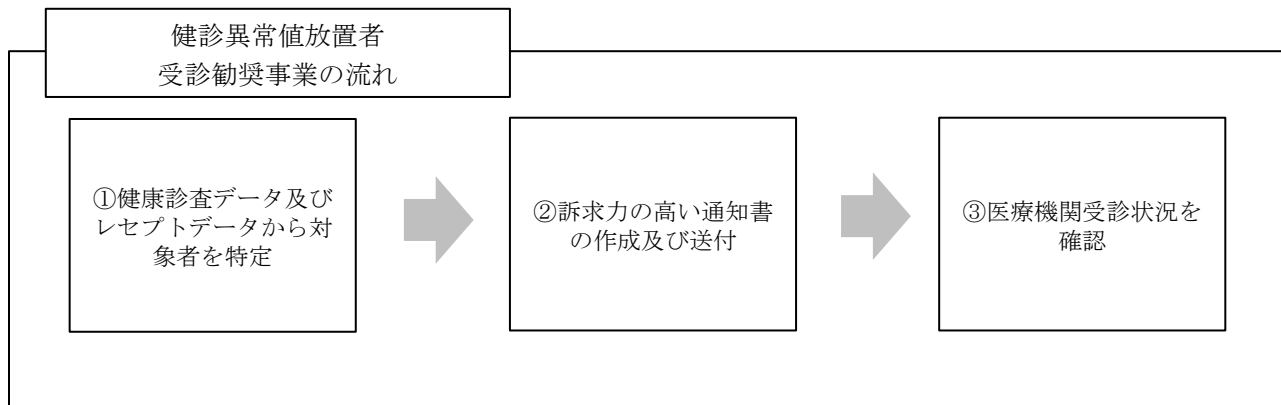 健診異常値放置者
受診勧奨事業の流れ
①健康診査データ及び
レセプトデータから対
象者を特定
②訴求力の高い通知書
の作成及び送付
③医療機関受診状況を
確認